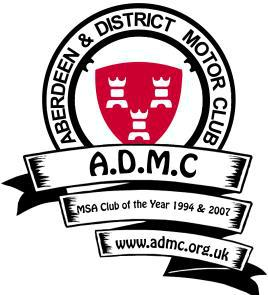 ABERDEEN & DISTRICT MOTOR CLUB
A.D.M.C
MSA Club of the Year 1994 & 2007
www.admc.org.uk